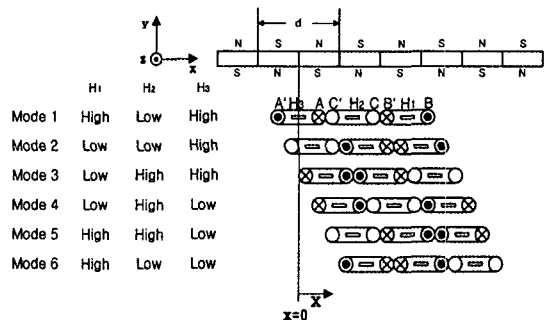 y
d
z
x
N S N S N S N S
S N S N S N S N
H₁ H₂ H₃
A' H₃ A C' H₂ C B' H₁ B
Mode 1 High Low High
Mode 2 Low Low High
Mode 3 Low High High
Mode 4 Low High Low
Mode 5 High High Low
Mode 6 High Low Low
X
x=0